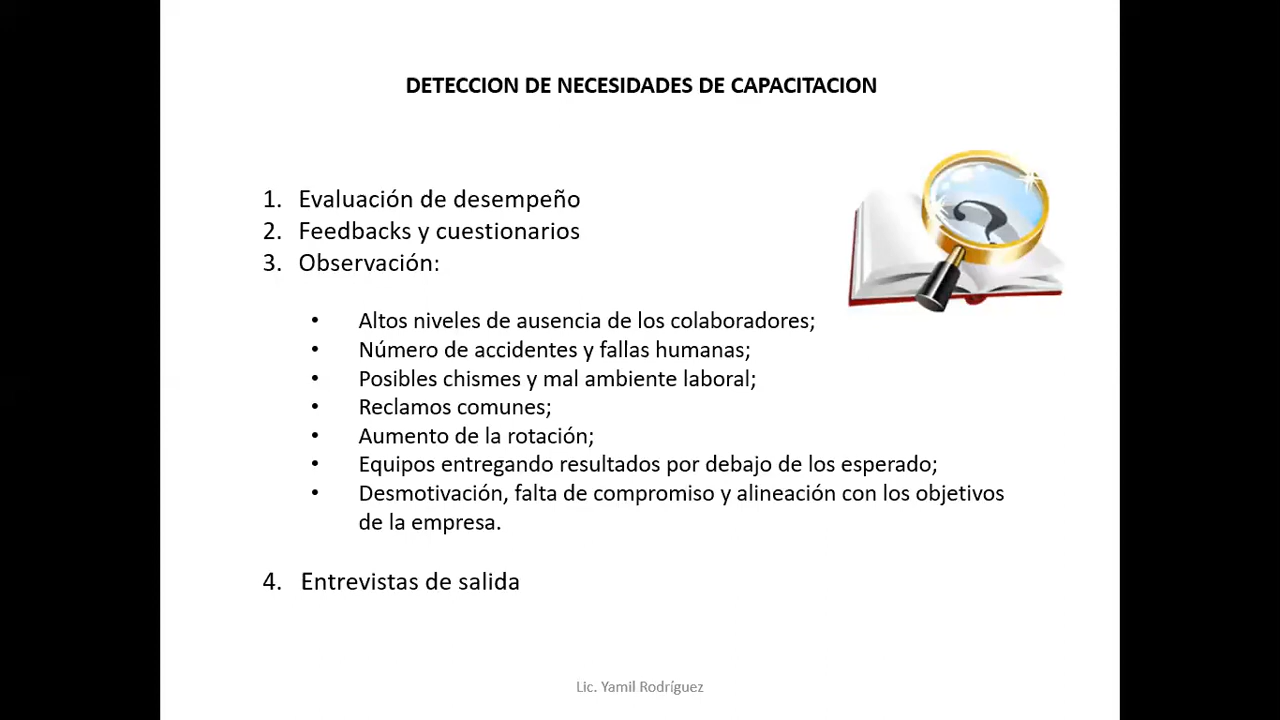 DETECCION DE NECESIDADES DE CAPACITACION
1. Evaluación de desempeño
2. Feedbacks y cuestionarios
3. Observación:
• Altos niveles de ausencia de los colaboradores;
• Número de accidentes y fallas humanas;
• Posibles chismes y mal ambiente laboral;
• Reclamos comunes;
• Aumento de la rotación;
• Equipos entregando resultados por debajo de los esperado;
• Desmotivación, falta de compromiso y alineación con los objetivos
de la empresa.
4. Entrevistas de salida
Lic. Yamil Rodríguez